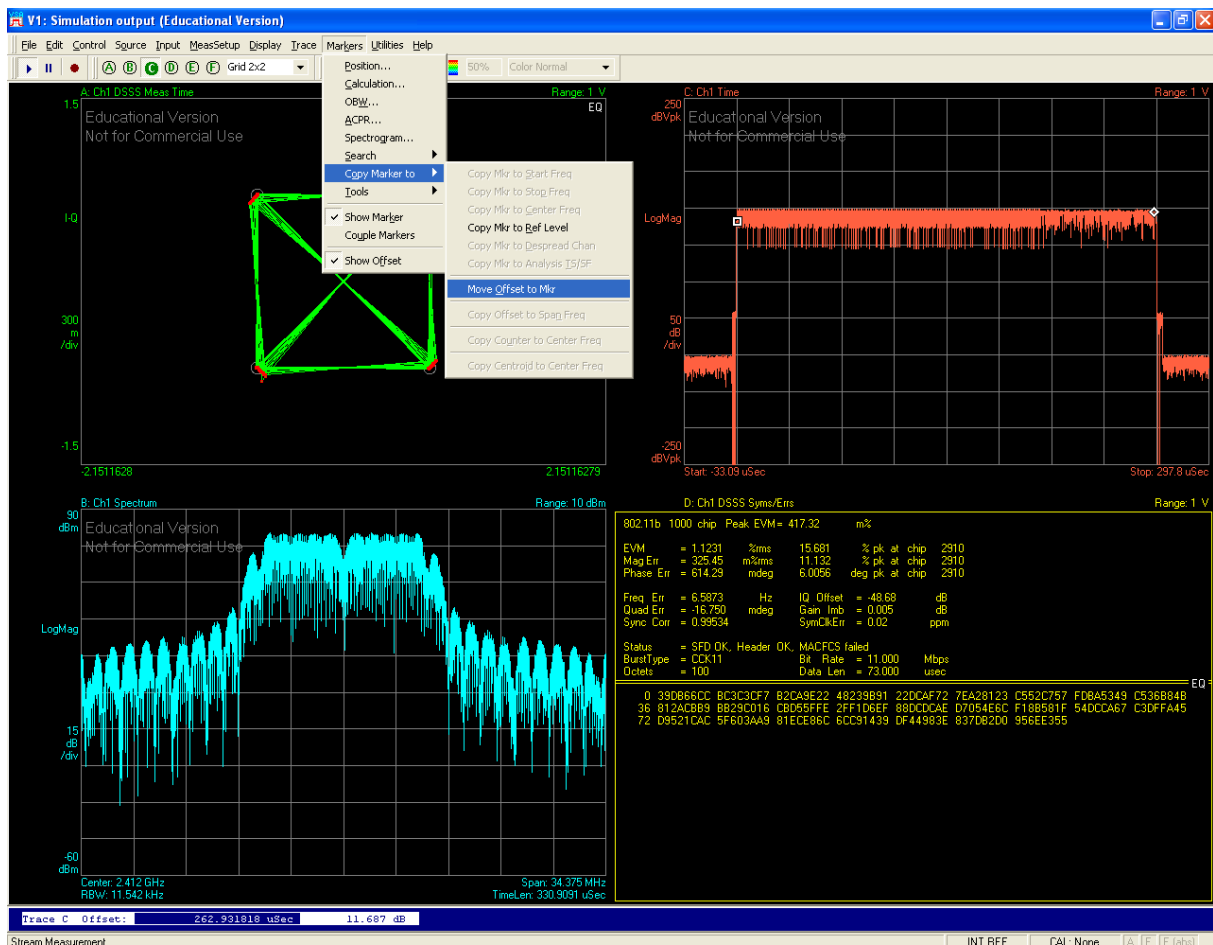 V1: Simulation output (Educational Version)
File Edit Control Source Input MeasSetup Display Trace Markers Utilities Help
A B C D E F Grid 2x2 50% Color Normal
Position...
Calculation...
OBW...
ACPR...
Spectrogram...
Search
Copy Marker to
Tools
Show Marker
Couple Markers
Show Offset
Copy Mkr to Start Freq
Copy Mkr to Stop Freq
Copy Mkr to Center Freq
Copy Mkr to Ref Level
Copy Mkr to Despread Chan
Copy Mkr to Analysis TS/SF
Move Offset to Mkr
Copy Offset to Span Freq
Copy Counter to Center Freq
Copy Centroid to Center Freq
A: Ch1 DSSS Meas Time Range: 1 V
1.5 EQ
Educational Version
Not for Commercial Use
I-Q
300
m
/div
-1.5
-2.1511628 2.15116279
C: Ch1 Time Range: 1 V
250
dBVpk
Educational Version
Not for Commercial Use
LogMag
50
dB
/div
-250
dBVpk
Start: -33.09 uSec Stop: 297.8 uSec
B: Ch1 Spectrum Range: 10 dBm
90
dBm
Educational Version
Not for Commercial Use
LogMag
15
dB
/div
-60
dBm
Center: 2.412 GHz Span: 34.375 MHz
RBW: 11.542 kHz TimeLen: 330.9091 uSec
D: Ch1 DSSS Syms/Errs Range: 1 V
802.11b 1000 chip Peak EVM= 417.32 m%
EVM = 1.1231 %rms 15.681 % pk at chip 2910
Mag Err = 325.45 m%rms 11.132 % pk at chip 2910
Phase Err = 614.29 mdeg 6.0056 deg pk at chip 2910
Freq Err = 6.5873 Hz IQ Offset = -48.68 dB
Quad Err = -16.750 mdeg Gain Imb = 0.005 dB
Sync Corr = 0.99534 SymClkErr = 0.02 ppm
Status = SFD OK, Header OK, MACFCS failed
BurstType = CCK11 Bit Rate = 11.000 Mbps
Octets = 100 Data Len = 73.000 usec
EQ
0 39DB66CC BC3C3CF7 B2CA9E22 48239B91 22DCAF72 7EA28123 C552C757 FDBA5349 C536B84B
36 812ACBB9 BB29C016 CBD55FFE 2FF1D6EF 88DCDCAE D7054E6C F18B581F 54DCCA67 C3DFFA45
72 D9521CAC 5F603AA9 81ECE86C 6CC91439 DF44983E 837DB2D0 956EE355
Trace C Offset: 262.931818 uSec 11.687 dB
Stream Measurement INT REF CAL: None A F F (abs)